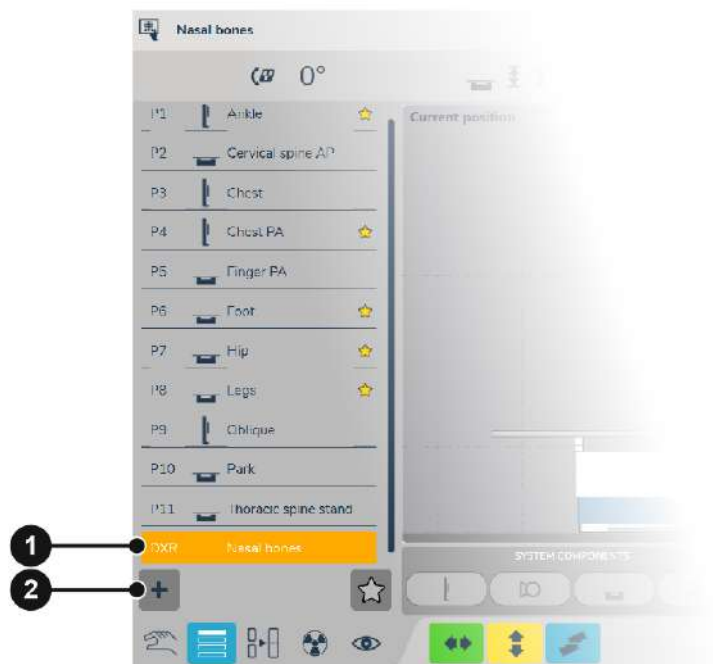 Nasal bones
0°
P1 Ankle
Current position
P2 Cervical spine AP
P3 Chest
P4 Chest PA
P5 Finger PA
P6 Foot
P7 Hip
P8 Legs
P9 Oblique
P10 Park
P11 Thoracic spine stand
1
DXR Nasal bones
SYSTEM COMPONENTS
2